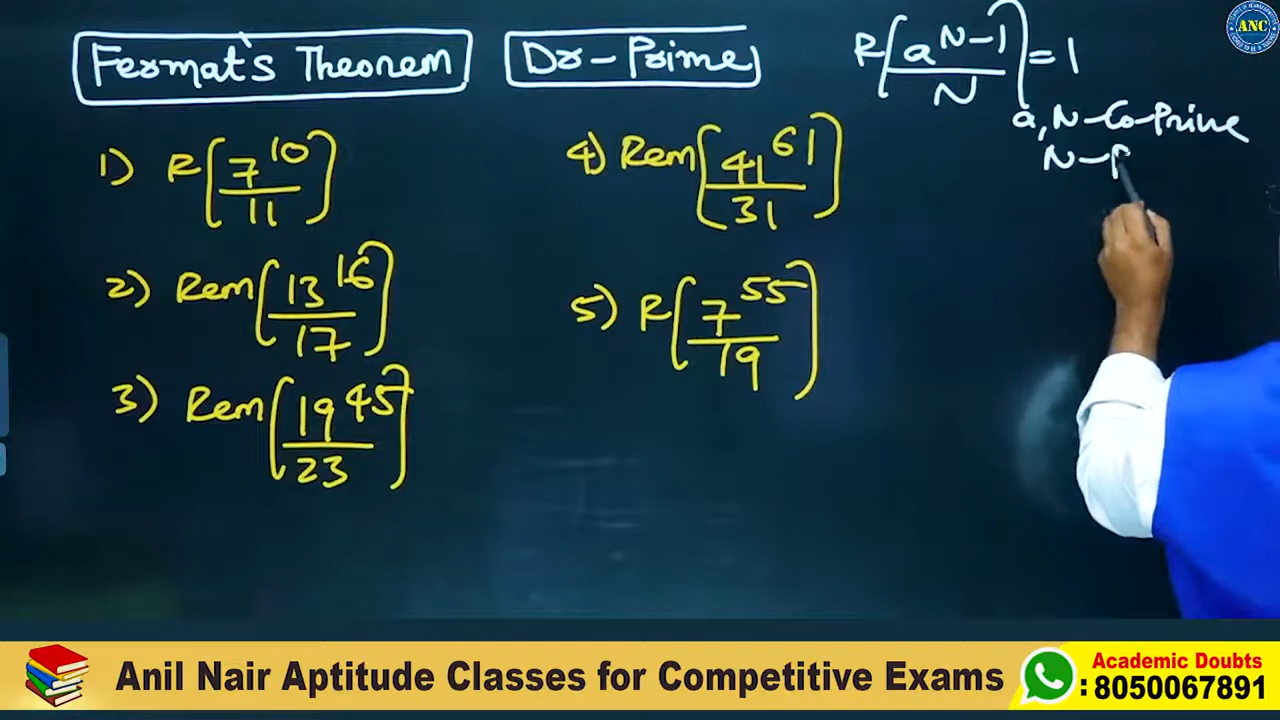 Fermat's Theorem
Dr-Prime
R[a^N-1/N]=1
a, N-Co-Prime
N-P
1) R[7^10/11]
2) Rem[13^16/17]
3) Rem[19^45/23]
4) Rem[41^61/31]
5) R[7^55/19]
ANC
Anil Nair Aptitude Classes for Competitive Exams
Academic Doubts
: 8050067891